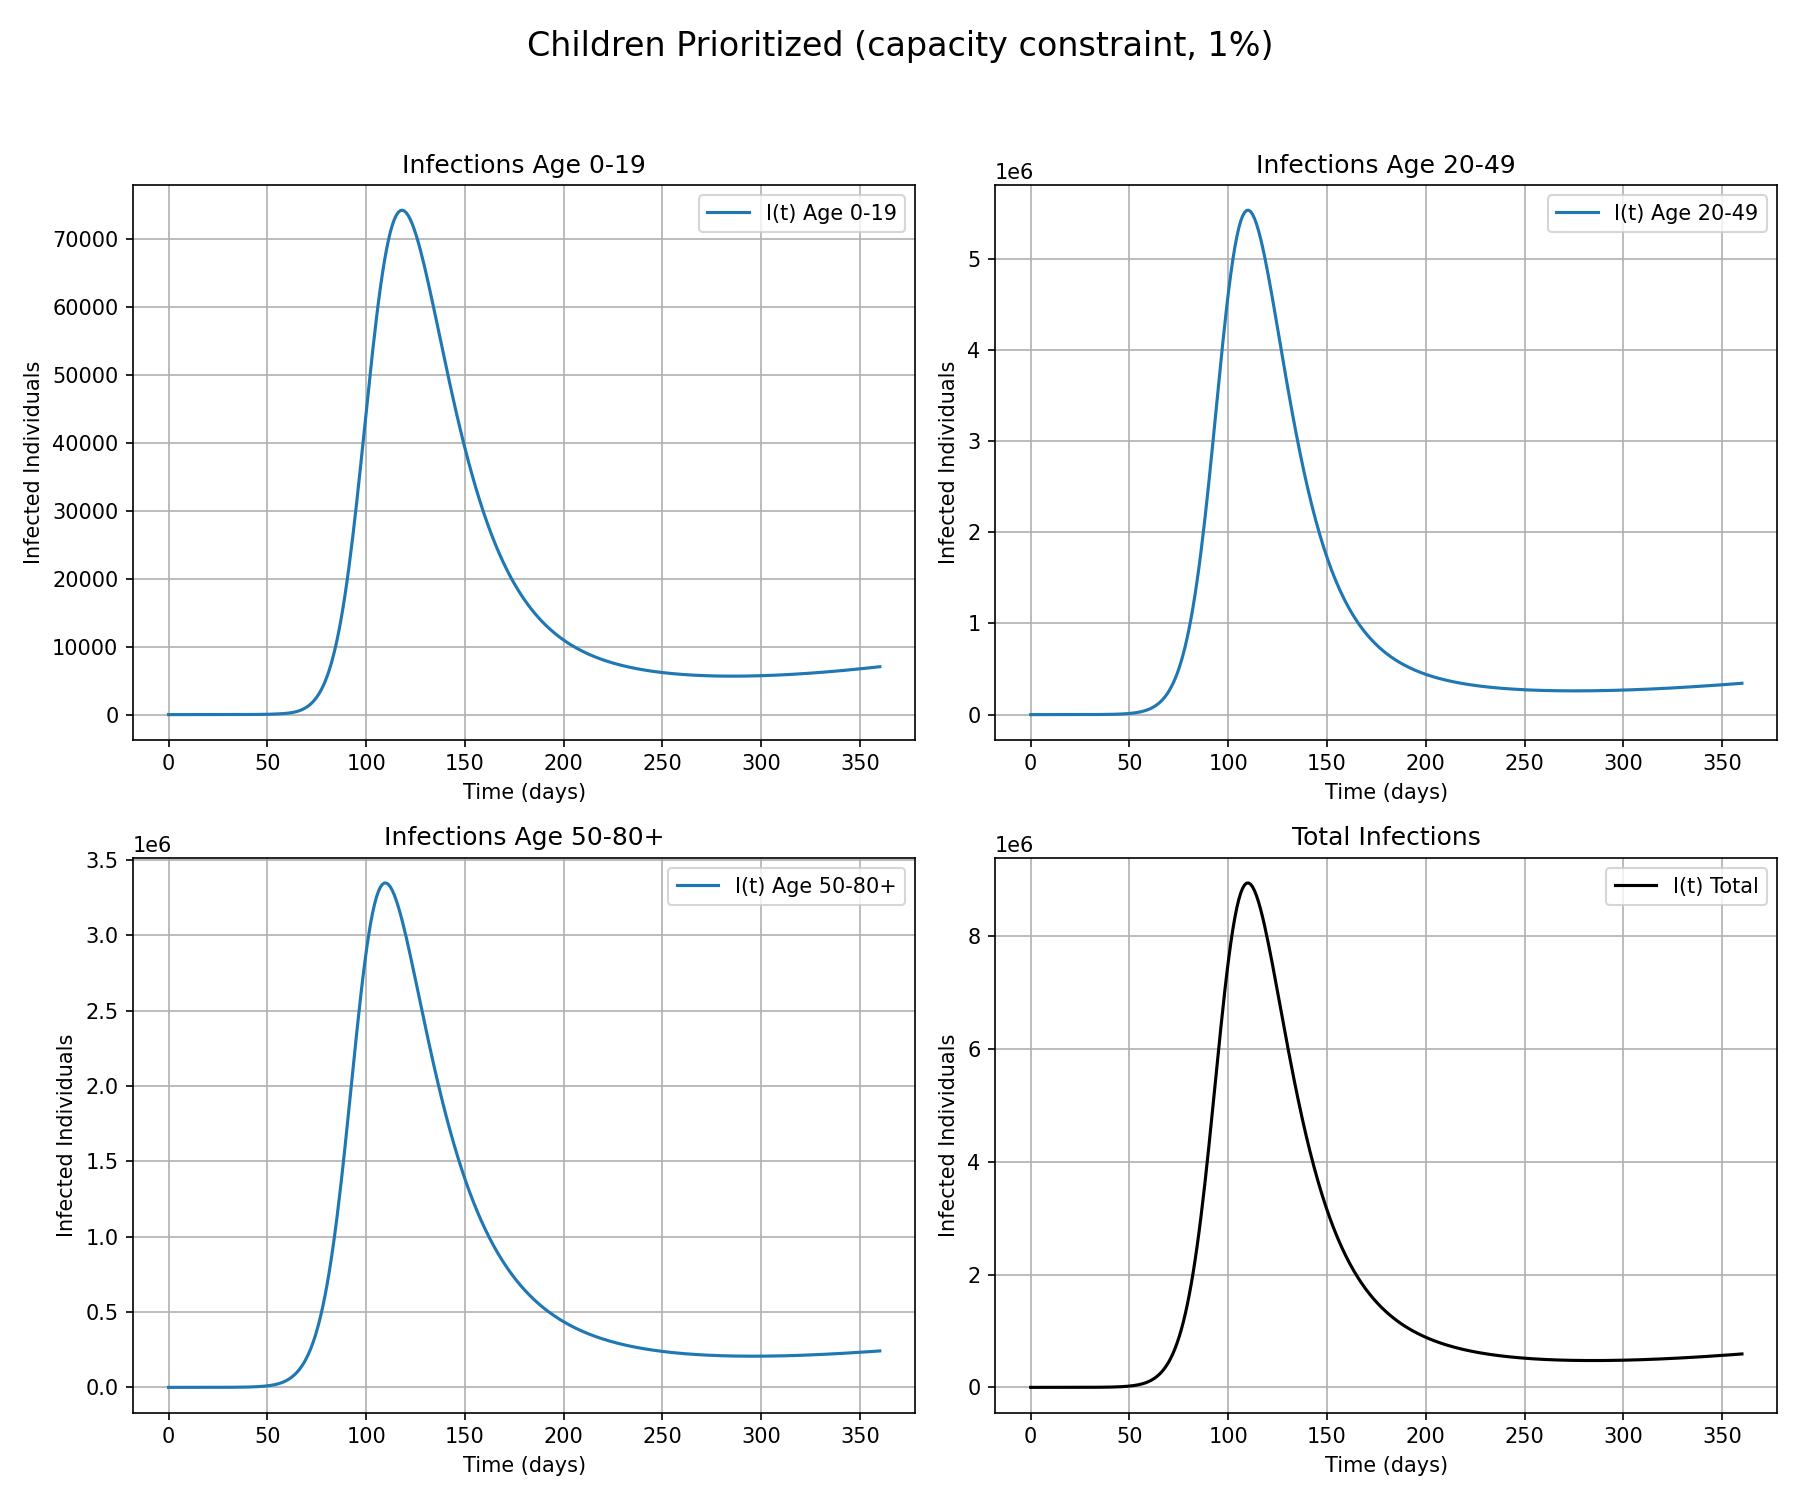 Children Prioritized (capacity constraint, 1%)
Infections Age 0-19
I(t) Age 0-19
70000
60000
50000
40000
30000
20000
10000
0
Infected Individuals
0 50 100 150 200 250 300 350
Time (days)
Infections Age 20-49
1e6
I(t) Age 20-49
5
4
3
2
1
0
Infected Individuals
0 50 100 150 200 250 300 350
Time (days)
Infections Age 50-80+
1e6
I(t) Age 50-80+
3.5
3.0
2.5
2.0
1.5
1.0
0.5
0.0
Infected Individuals
0 50 100 150 200 250 300 350
Time (days)
Total Infections
1e6
I(t) Total
8
6
4
2
0
Infected Individuals
0 50 100 150 200 250 300 350
Time (days)